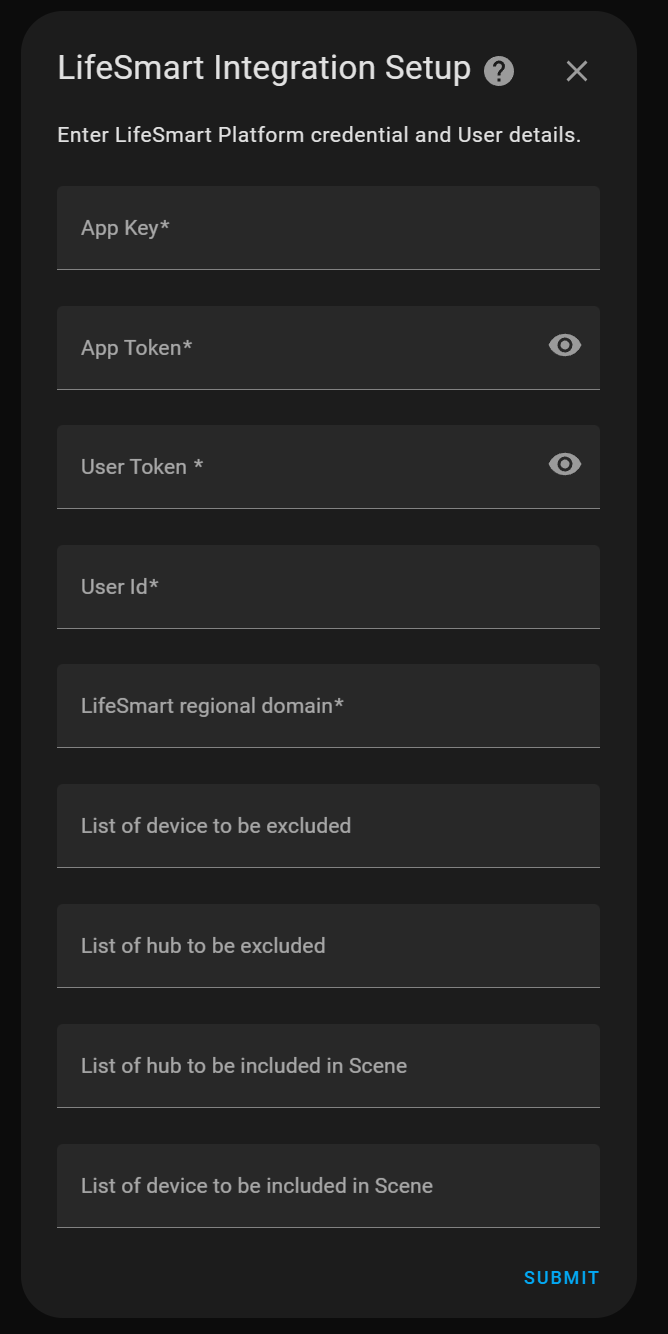 LifeSmart Integration Setup ?
Enter LifeSmart Platform credential and User details.
App Key*
App Token*
User Token *
User Id*
LifeSmart regional domain*
List of device to be excluded
List of hub to be excluded
List of hub to be included in Scene
List of device to be included in Scene
SUBMIT